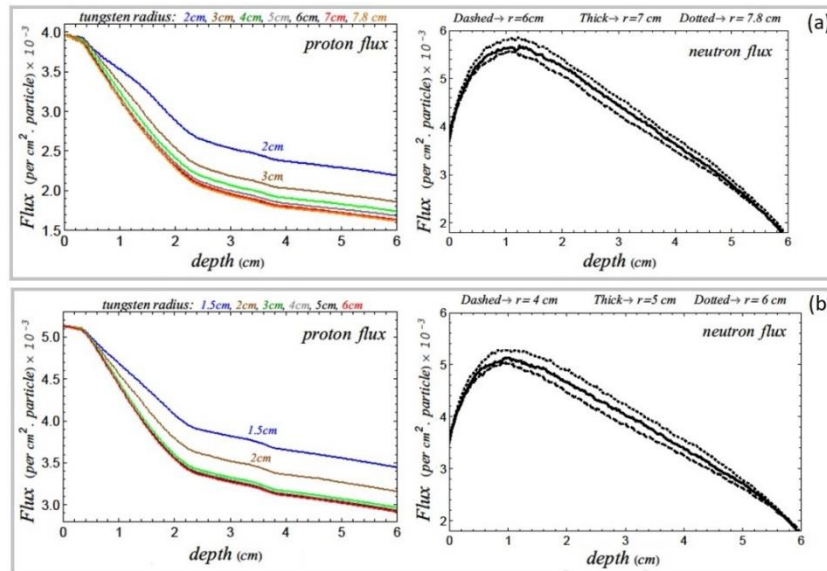 tungsten radius: 2cm, 3cm, 4cm, 5cm, 6cm, 7cm, 7.8 cm
proton flux
4.0
3.5
3.0
2.5
2.0
1.5
Flux (per cm². particle) × 10⁻³
2cm
3cm
0 1 2 3 4 5 6
depth (cm)
Dashed→ r=6cm Thick→ r=7 cm Dotted→ r= 7.8 cm
(a)
neutron flux
6
5
4
3
2
Flux (per cm². particle) × 10⁻³
0 1 2 3 4 5 6
depth (cm)
tungsten radius: 1.5cm, 2cm, 3cm, 4cm, 5cm, 6cm
proton flux
5.0
4.5
4.0
3.5
3.0
Flux (per cm². particle) × 10⁻³
1.5cm
2cm
0 1 2 3 4 5 6
depth (cm)
Dashed→ r= 4 cm Thick→ r=5 cm Dotted→ r= 6 cm
(b)
neutron flux
6
5
4
3
2
Flux (per cm². particle) × 10⁻³
0 1 2 3 4 5 6
depth (cm)